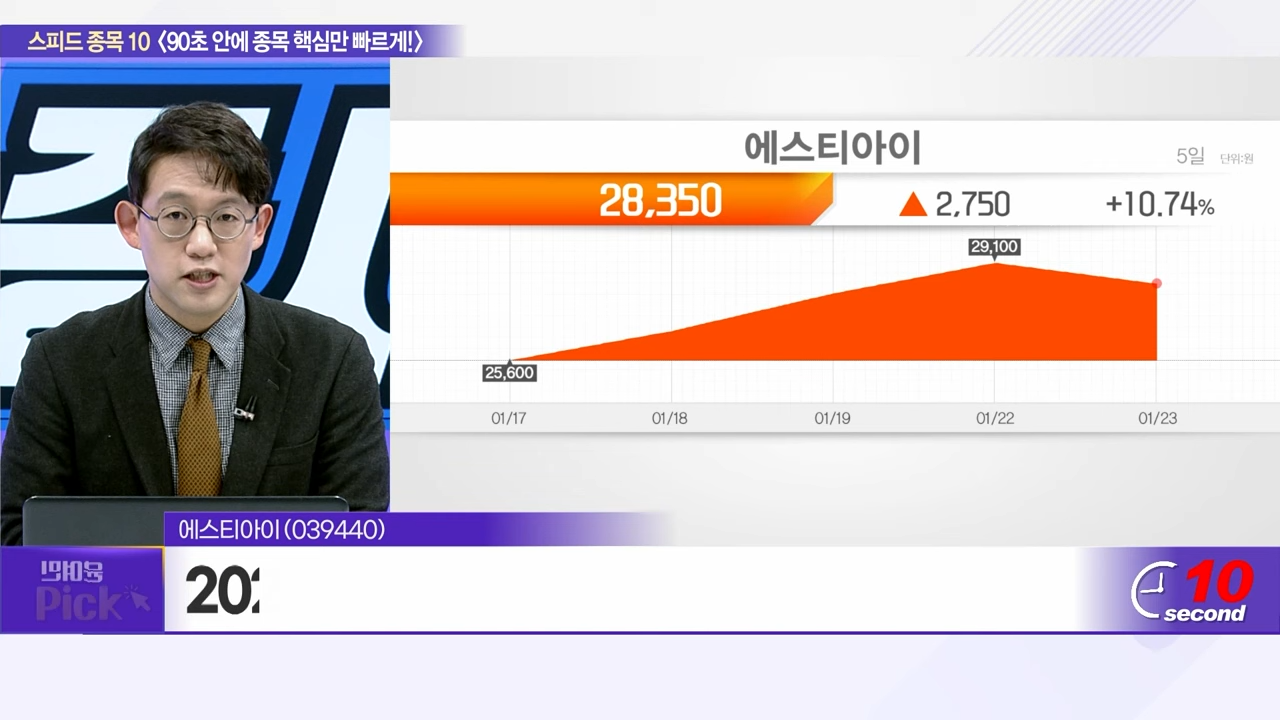 스피드 종목 10 〈90초 안에 종목 핵심만 빠르게!〉
에스티아이
5일 단위:원
28,350 ▲ 2,750 +10.74%
29,100
25,600
01/17 01/18 01/19 01/22 01/23
에스티아이(039440)
Pick
20
10
second